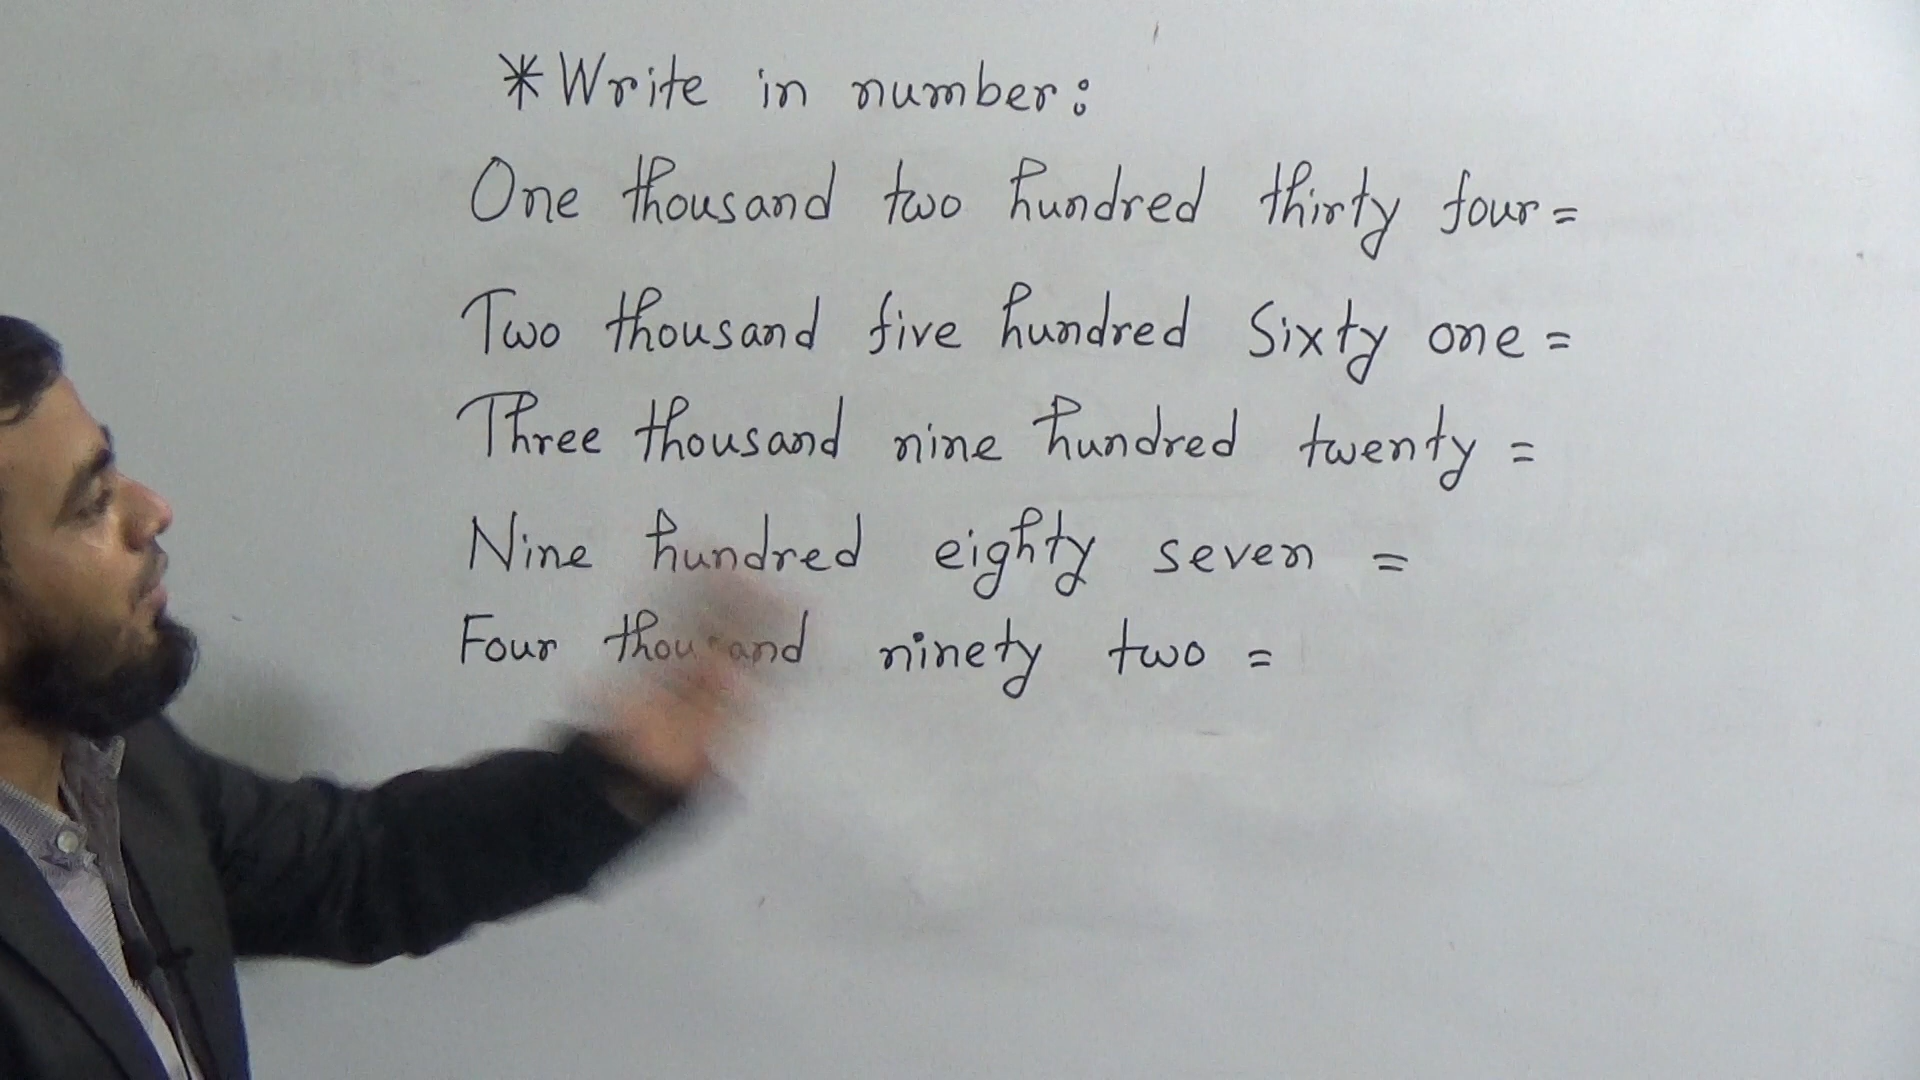 *Write in number:
One thousand two hundred thirty four=
Two thousand five hundred Sixty one =
Three thousand nine hundred twenty =
Nine hundred eighty seven =
Four thousand ninety two =